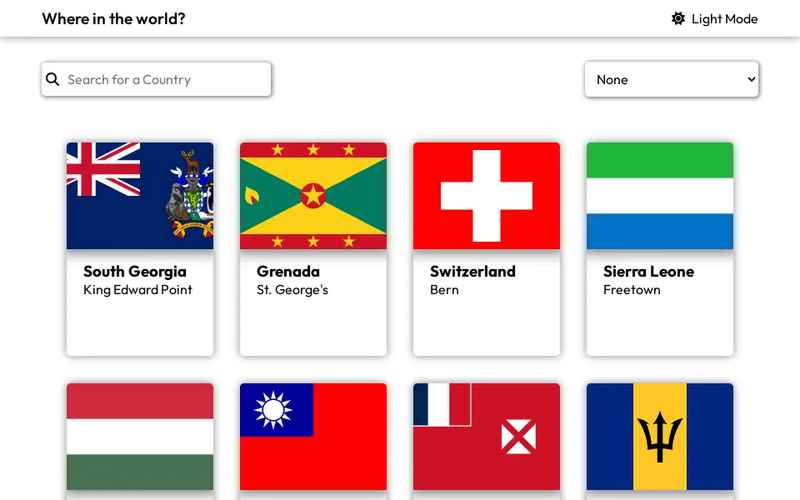 Where in the world?
Light Mode
Search for a Country
None
South Georgia
King Edward Point
Grenada
St. George's
Switzerland
Bern
Sierra Leone
Freetown